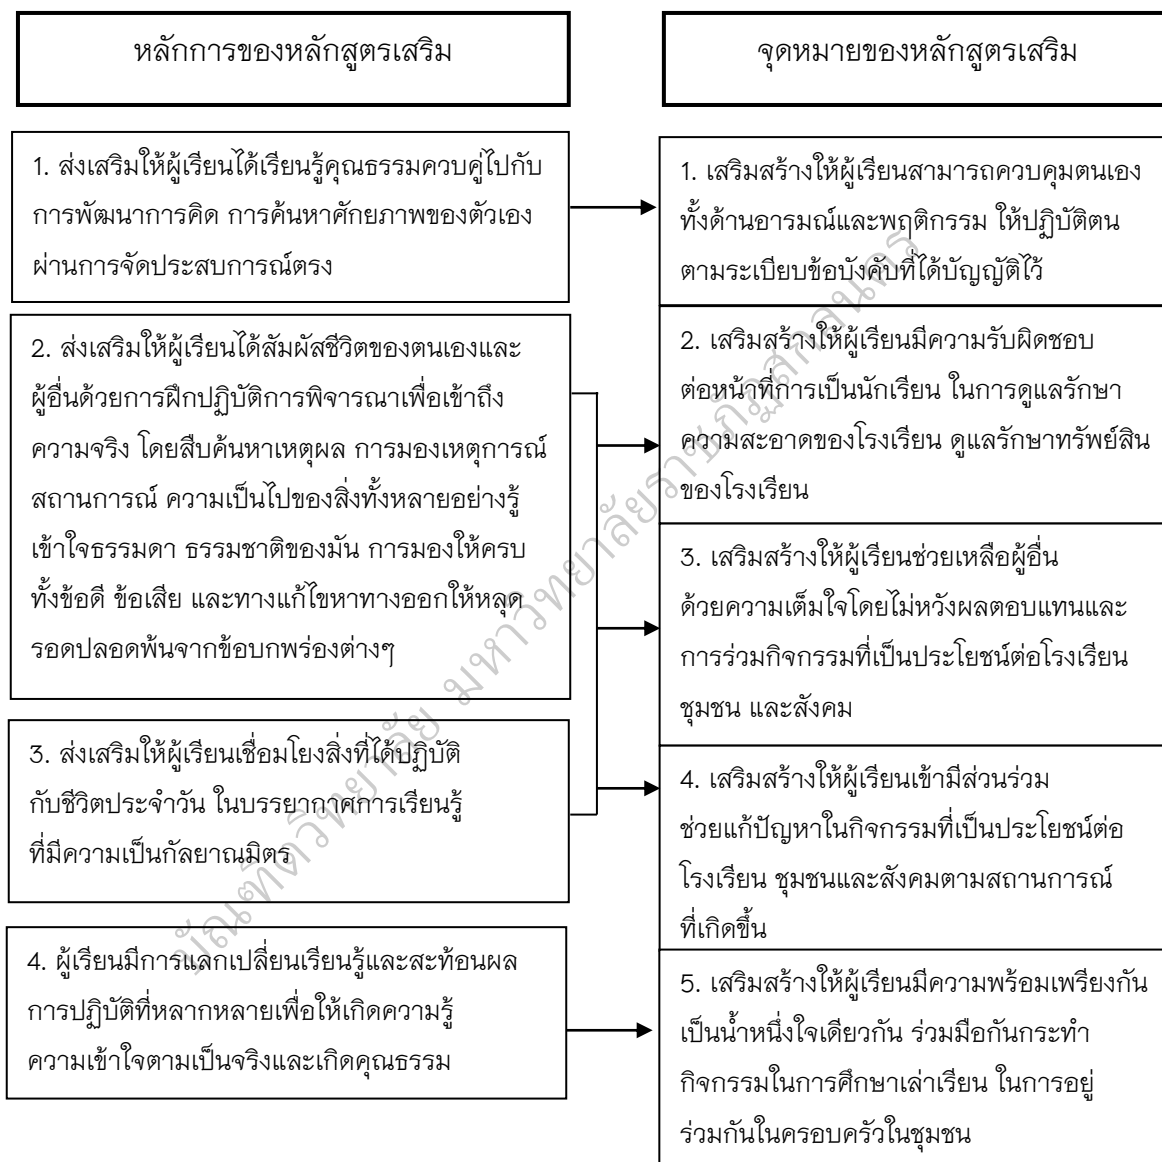 หลักการของหลักสูตรเสริม
1. ส่งเสริมให้ผู้เรียนได้เรียนรู้คุณธรรมควบคู่ไปกับ
การพัฒนาการคิด การค้นหาศักยภาพของตัวเอง
ผ่านการจัดประสบการณ์ตรง
2. ส่งเสริมให้ผู้เรียนได้สัมผัสชีวิตของตนเองและ
ผู้อื่นด้วยการฝึกปฏิบัติการพิจารณาเพื่อเข้าถึง
ความจริง โดยสืบค้นหาเหตุผล การมองเหตุการณ์
สถานการณ์ ความเป็นไปของสิ่งทั้งหลายอย่างรู้
เข้าใจธรรมดา ธรรมชาติของมัน การมองให้ครบ
ทั้งข้อดี ข้อเสีย และทางแก้ไขหาทางออกให้หลุด
รอดปลอดพ้นจากข้อบกพร่องต่างๆ
3. ส่งเสริมให้ผู้เรียนเชื่อมโยงสิ่งที่ได้ปฏิบัติ
กับชีวิตประจำวัน ในบรรยากาศการเรียนรู้
ที่มีความเป็นกัลยาณมิตร
4. ผู้เรียนมีการแลกเปลี่ยนเรียนรู้และสะท้อนผล
การปฏิบัติที่หลากหลายเพื่อให้เกิดความรู้
ความเข้าใจตามเป็นจริงและเกิดคุณธรรม
จุดหมายของหลักสูตรเสริม
1. เสริมสร้างให้ผู้เรียนสามารถควบคุมตนเอง
ทั้งด้านอารมณ์และพฤติกรรม ให้ปฏิบัติตน
ตามระเบียบข้อบังคับที่ได้บัญญัติไว้
2. เสริมสร้างให้ผู้เรียนมีความรับผิดชอบ
ต่อหน้าที่การเป็นนักเรียน ในการดูแลรักษา
ความสะอาดของโรงเรียน ดูแลรักษาทรัพย์สิน
ของโรงเรียน
3. เสริมสร้างให้ผู้เรียนช่วยเหลือผู้อื่น
ด้วยความเต็มใจโดยไม่หวังผลตอบแทนและ
การร่วมกิจกรรมที่เป็นประโยชน์ต่อโรงเรียน
ชุมชน และสังคม
4. เสริมสร้างให้ผู้เรียนเข้ามีส่วนร่วม
ช่วยแก้ปัญหาในกิจกรรมที่เป็นประโยชน์ต่อ
โรงเรียน ชุมชนและสังคมตามสถานการณ์
ที่เกิดขึ้น
5. เสริมสร้างให้ผู้เรียนมีความพร้อมเพรียงกัน
เป็นน้ำหนึ่งใจเดียวกัน ร่วมมือกันกระทำ
กิจกรรมในการศึกษาเล่าเรียน ในการอยู่
ร่วมกันในครอบครัวในชุมชน
บัณฑิตวิทยาลัย มหาวิทยาลัยราชภัฏสกลนคร